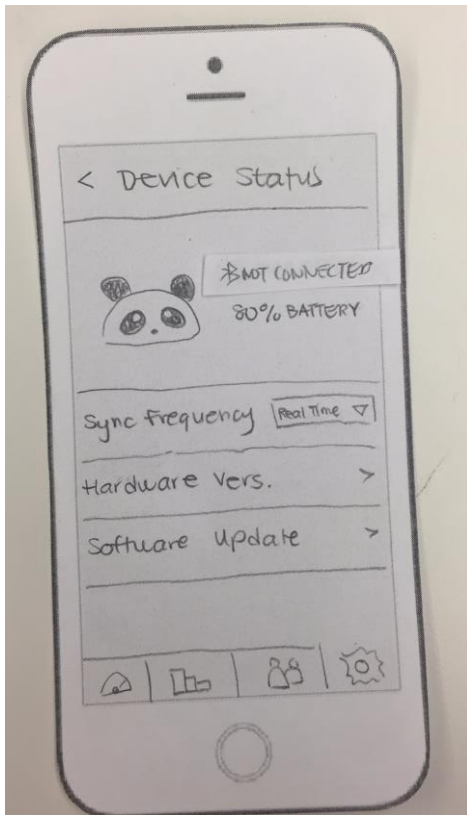 < Device Status
NOT CONNECTED
80% BATTERY
Sync Frequency Real Time
Hardware Vers. >
Software Update >